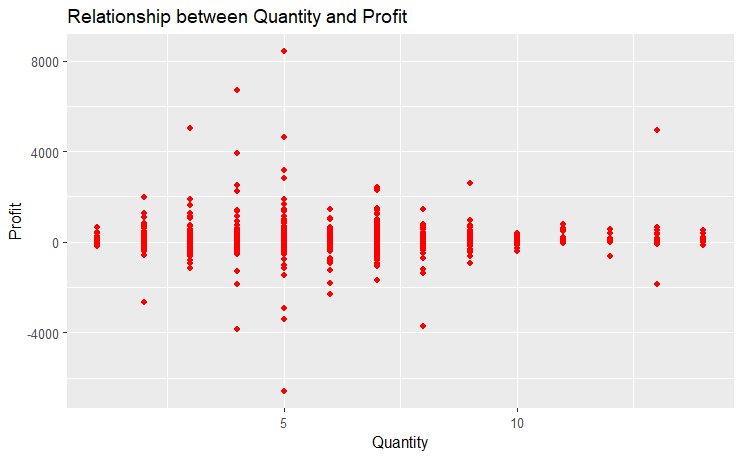 Relationship between Quantity and Profit
8000
4000
0
-4000
Profit
5
10
Quantity